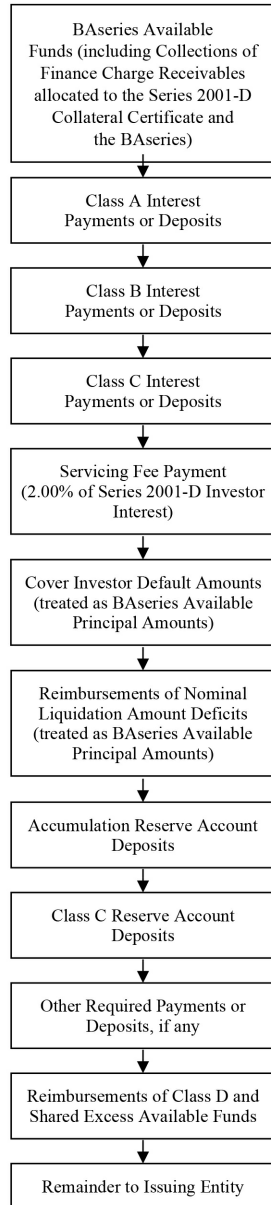 BAseries Available
Funds (including Collections of
Finance Charge Receivables
allocated to the Series 2001-D
Collateral Certificate and
the BAseries)
Class A Interest
Payments or Deposits
Class B Interest
Payments or Deposits
Class C Interest
Payments or Deposits
Servicing Fee Payment
(2.00% of Series 2001-D Investor
Interest)
Cover Investor Default Amounts
(treated as BAseries Available
Principal Amounts)
Reimbursements of Nominal
Liquidation Amount Deficits
(treated as BAseries Available
Principal Amounts)
Accumulation Reserve Account
Deposits
Class C Reserve Account
Deposits
Other Required Payments or
Deposits, if any
Reimbursements of Class D and
Shared Excess Available Funds
Remainder to Issuing Entity